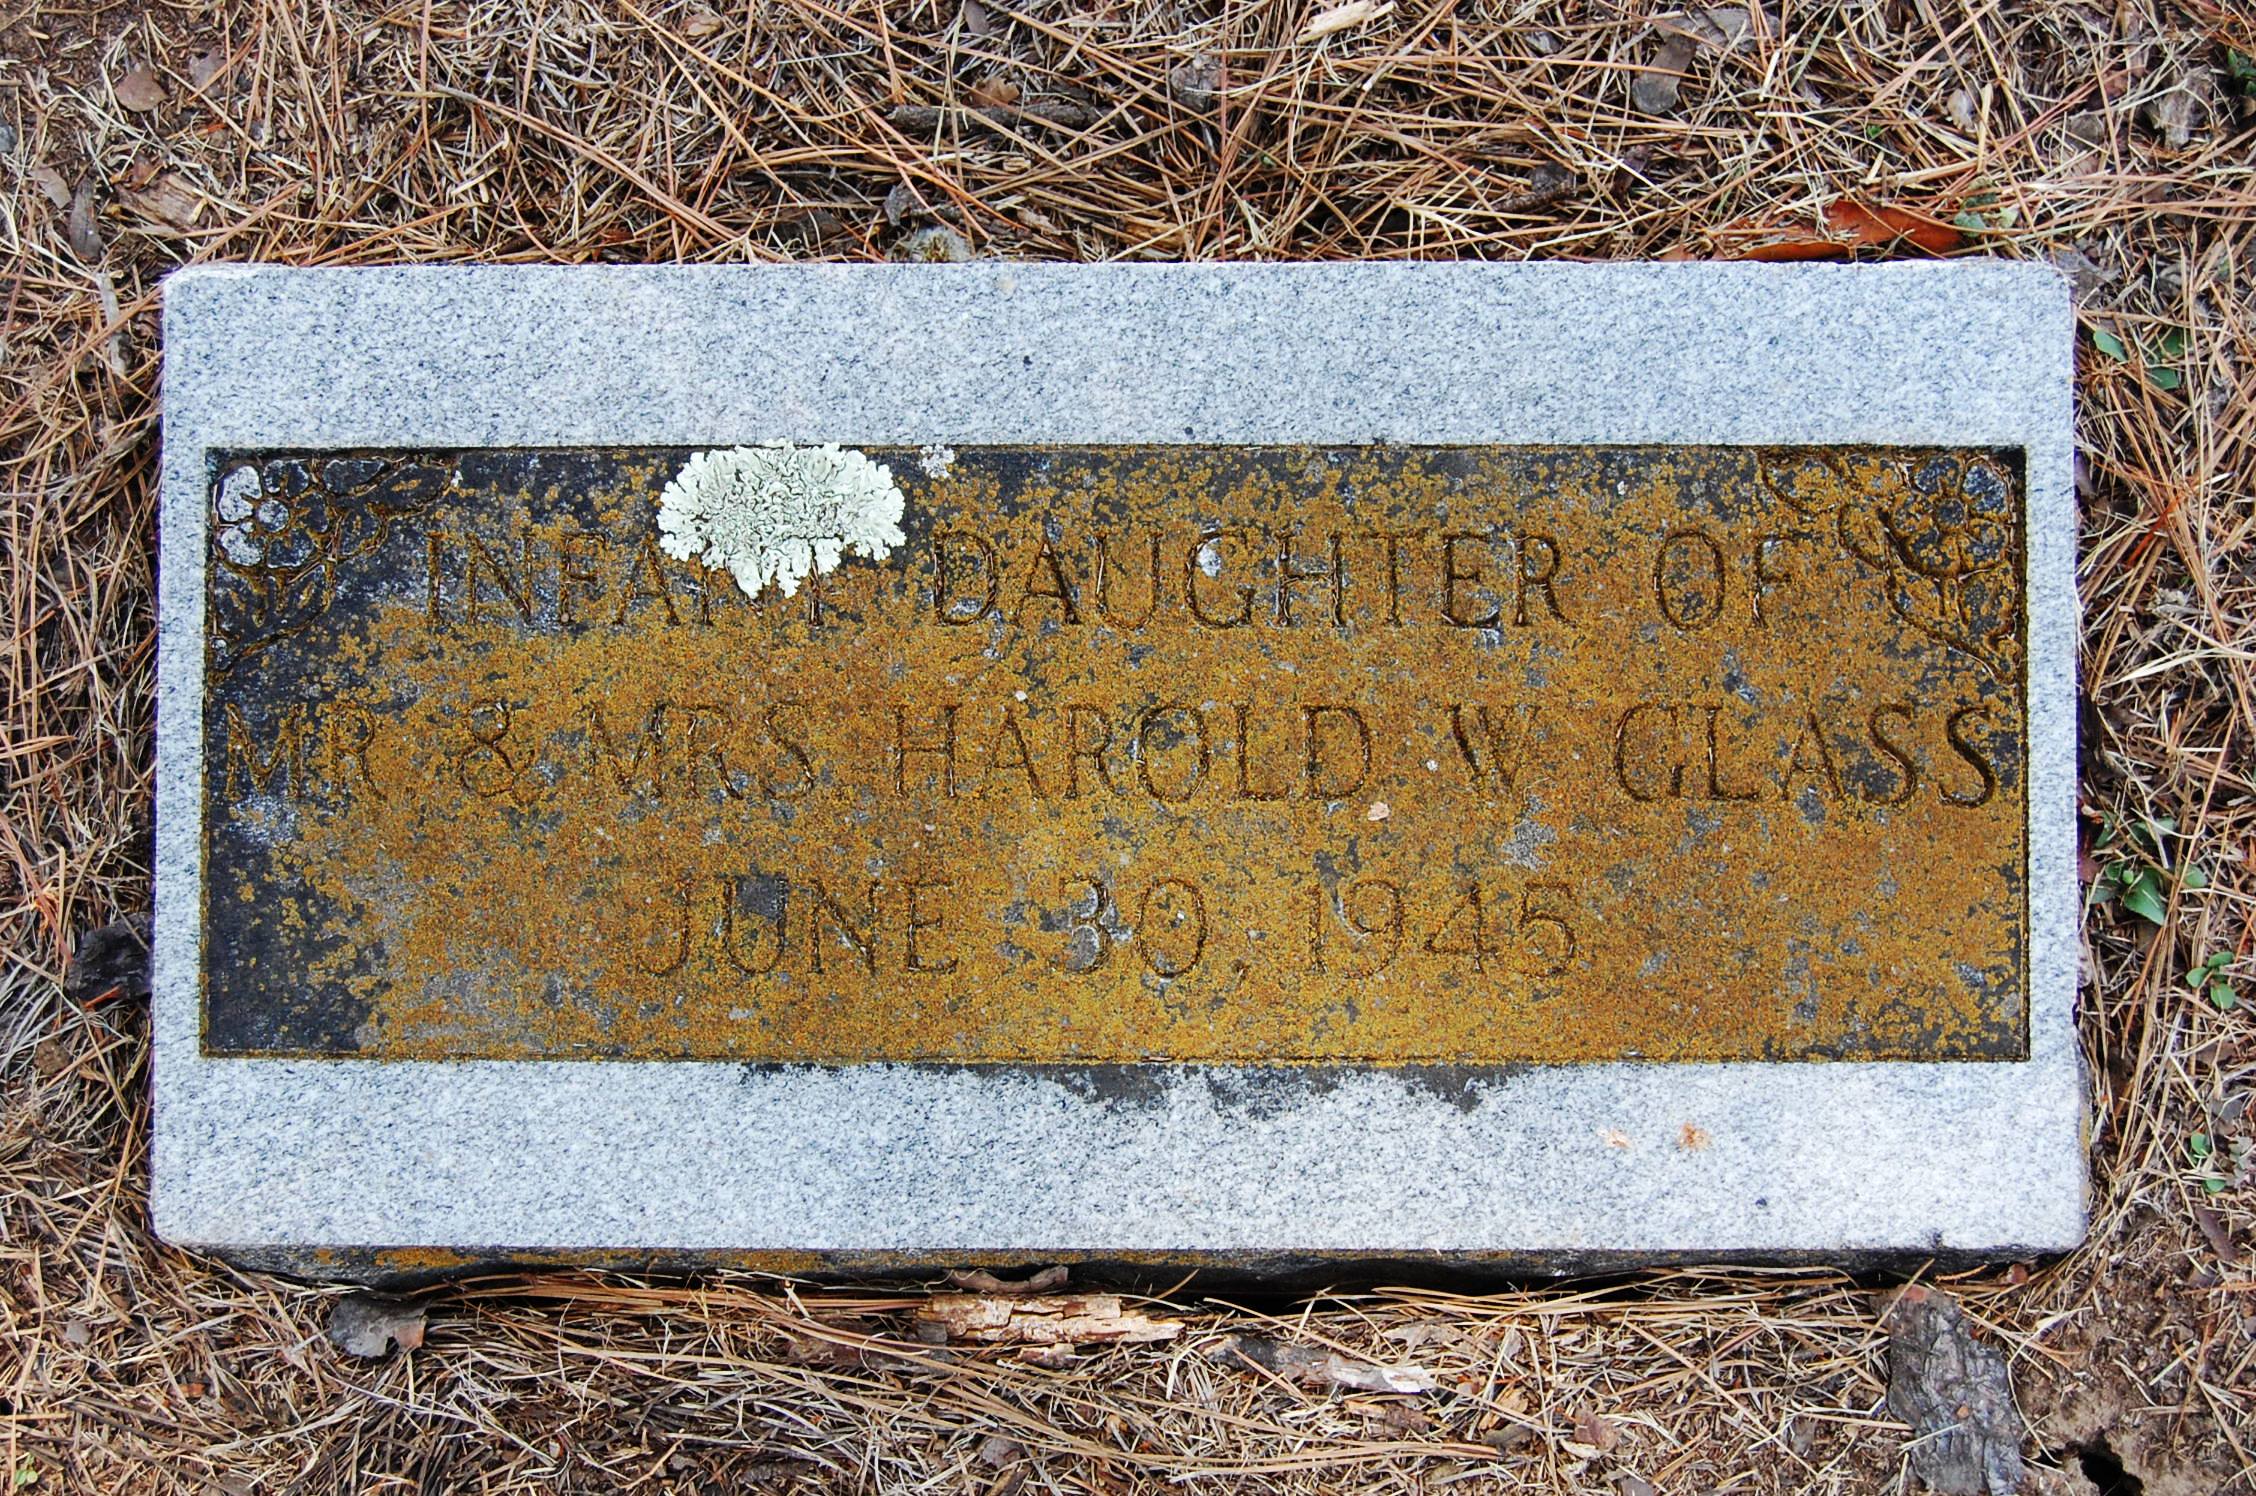 INFANT DAUGHTER OF
MR & MRS HAROLD W GLASS
JUNE 30, 1945